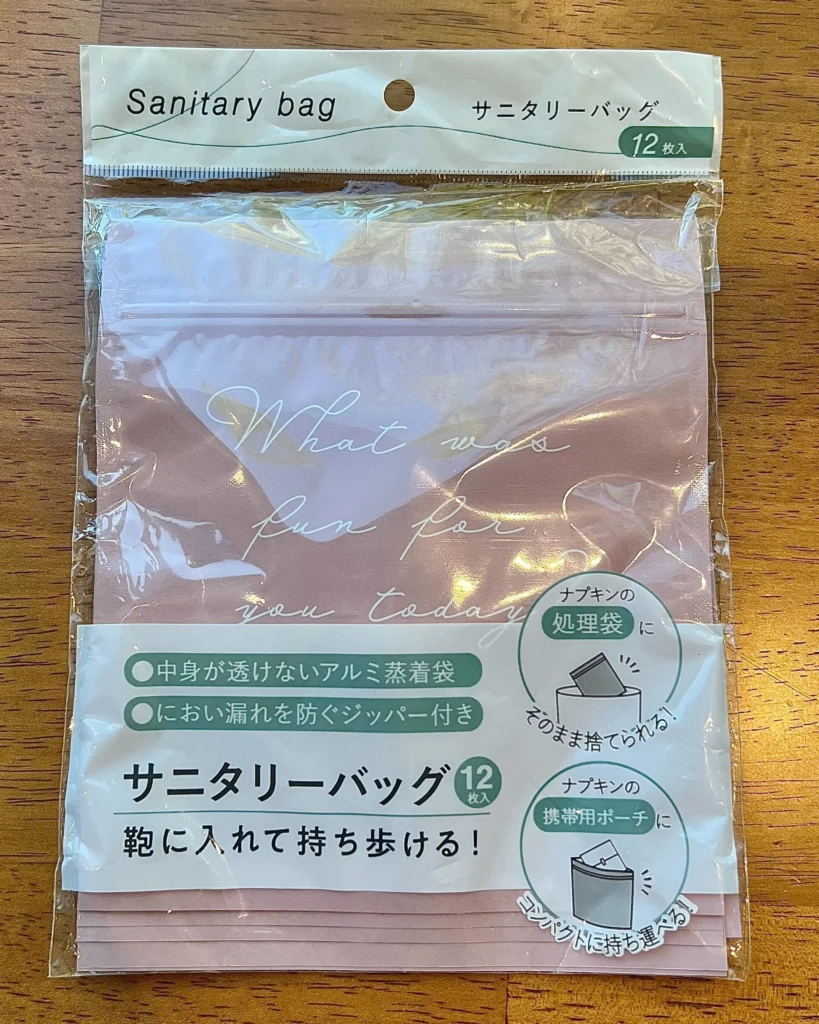 Sanitary bag
サニタリーバッグ
12枚入
What was
fun for
you today
ナプキンの
処理袋に
そのまま捨てられる!
●中身が透けないアルミ蒸着袋
●におい漏れを防ぐジッパー付き
サニタリーバッグ 12枚入
鞄に入れて持ち歩ける!
ナプキンの
携帯用ポーチに
コンパクトに持ち運べる!